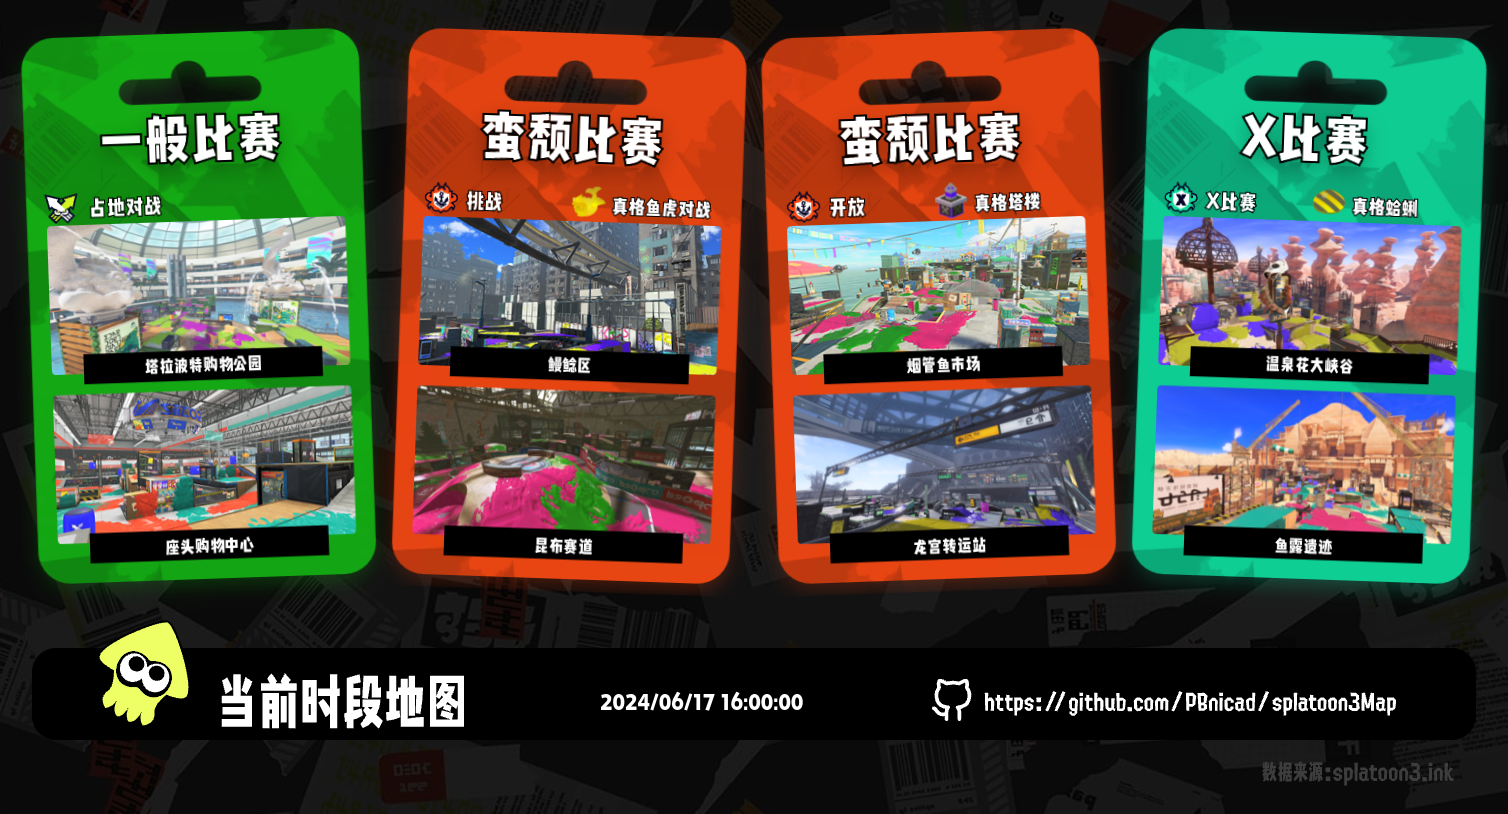 一般比赛
占地对战
塔拉波特购物公园
座头购物中心
蛮颓比赛
挑战
真格鱼虎对战
鳗鲶区
昆布赛道
蛮颓比赛
开放
真格塔楼
烟管鱼市场
龙宫转运站
X比赛
X比赛
真格蛤蜊
温泉花大峡谷
鱼露遗迹
当前时段地图
2024/06/17 16:00:00
https://github.com/PBnicad/splatoon3Map
数据来源:splatoon3.ink